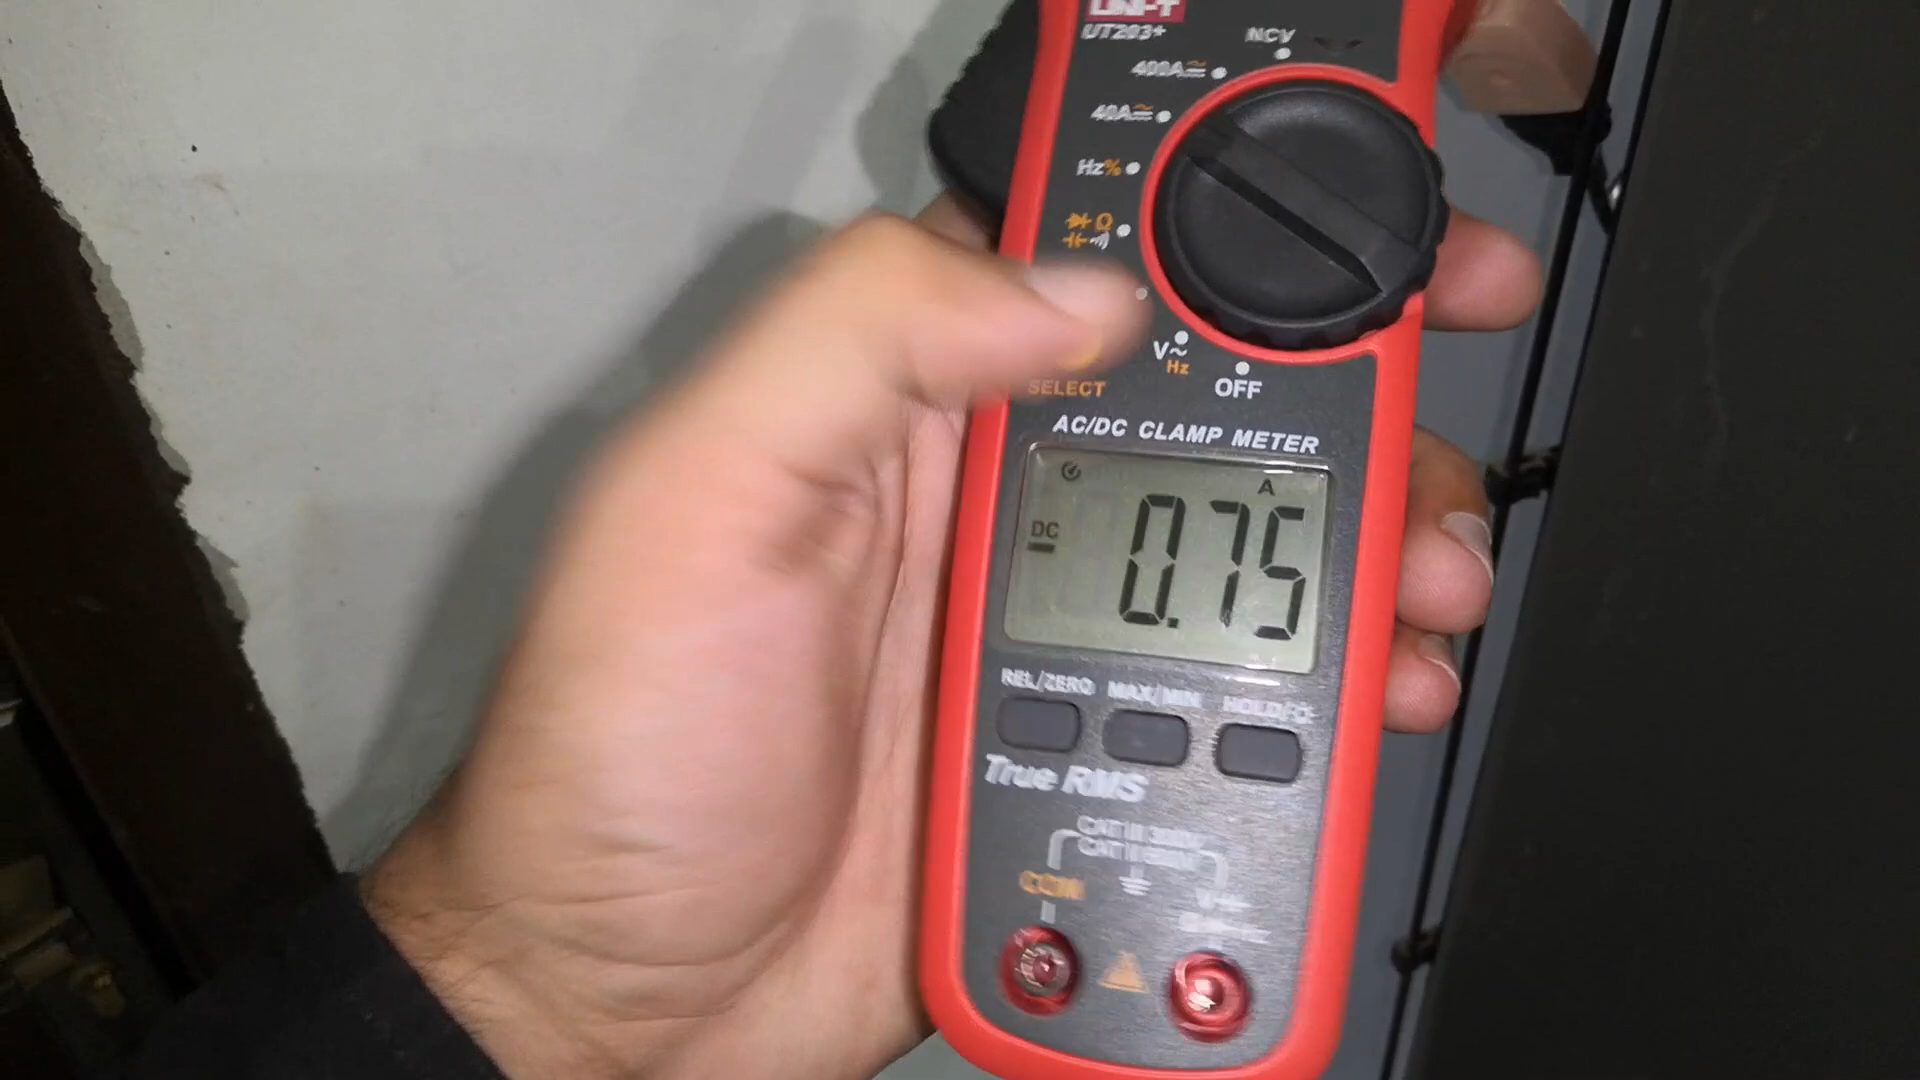 UNI-T
UT203+
NCV
400A
40A
Hz%
Ω
V~
Hz
OFF
SELECT
AC/DC CLAMP METER
A
DC
0.75
REL/ZERO MAX/MIN
True RMS
COM